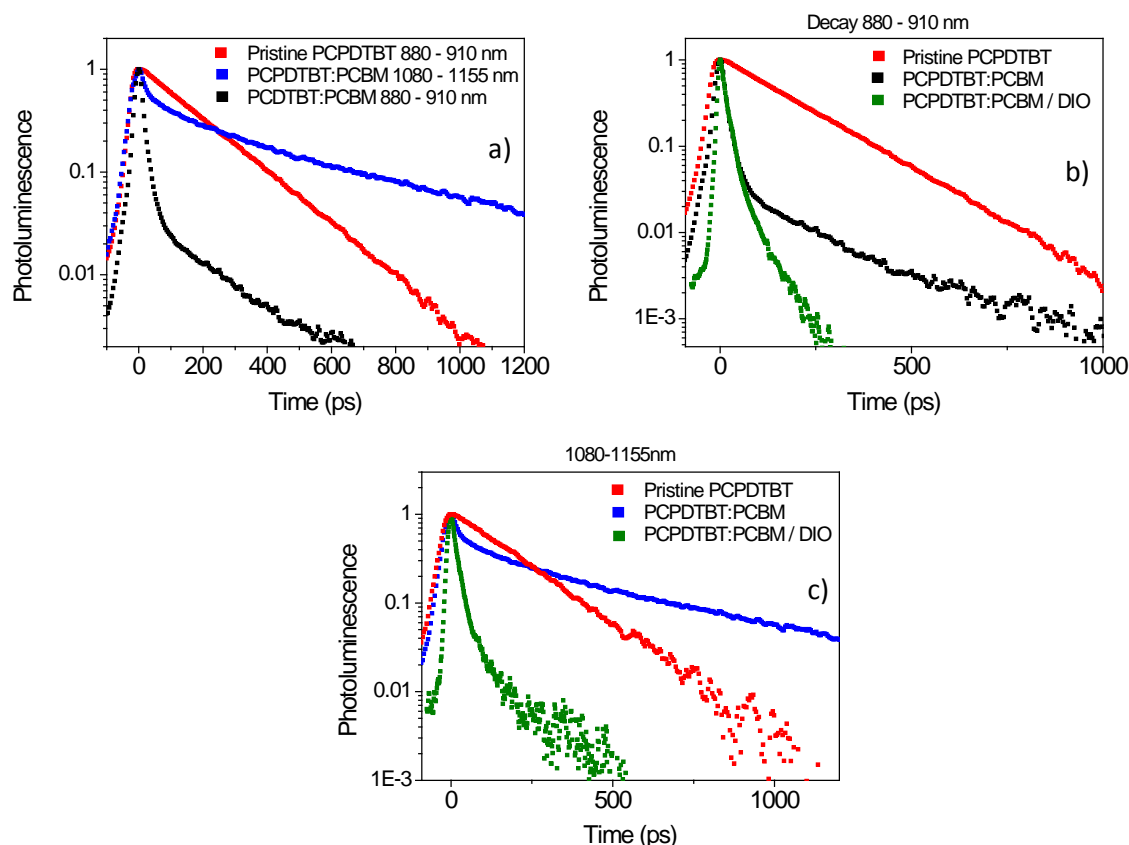 Pristine PCPDTBT 880 - 910 nm
PCPDTBT:PCBM 1080 - 1155 nm
PCDTBT:PCBM 880 - 910 nm
a)
1
0.1
0.01
Photoluminescence
0 200 400 600 800 1000 1200
Time (ps)
Decay 880 - 910 nm
Pristine PCPDTBT
PCPDTBT:PCBM
PCPDTBT:PCBM / DIO
b)
1
0.1
0.01
1E-3
Photoluminescence
0 500 1000
Time (ps)
1080-1155nm
Pristine PCPDTBT
PCPDTBT:PCBM
PCPDTBT:PCBM / DIO
c)
1
0.1
0.01
1E-3
Photoluminescence
0 500 1000
Time (ps)